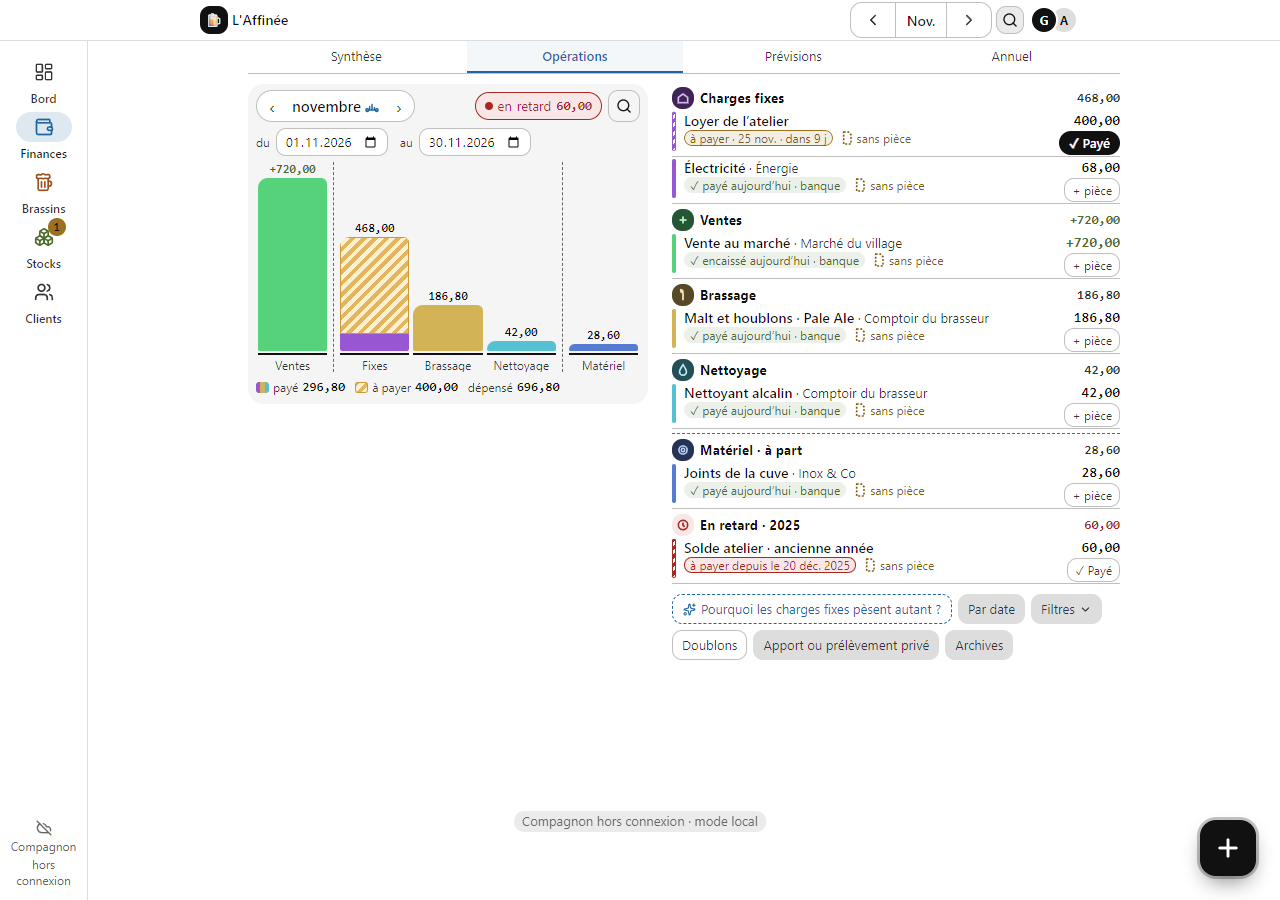 L'Affinée
Nov.
G A
Bord
Finances
Brassins
1
Stocks
Clients
Compagnon
hors
connexion
Synthèse
Opérations
Prévisions
Annuel
‹ novembre ›
en retard 60,00
du 01.11.2026 au 30.11.2026
+720,00
468,00
186,80
42,00
28,60
Ventes
Fixes
Brassage
Nettoyage
Matériel
payé 296,80 à payer 400,00 dépensé 696,80
Charges fixes 468,00
Loyer de l'atelier 400,00
à payer · 25 nov. · dans 9 j sans pièce ✓ Payé
Électricité · Énergie 68,00
✓ payé aujourd'hui · banque sans pièce + pièce
Ventes +720,00
Vente au marché · Marché du village +720,00
✓ encaissé aujourd'hui · banque sans pièce + pièce
Brassage 186,80
Malt et houblons · Pale Ale · Comptoir du brasseur 186,80
✓ payé aujourd'hui · banque sans pièce + pièce
Nettoyage 42,00
Nettoyant alcalin · Comptoir du brasseur 42,00
✓ payé aujourd'hui · banque sans pièce + pièce
Matériel · à part 28,60
Joints de la cuve · Inox & Co 28,60
✓ payé aujourd'hui · banque sans pièce + pièce
En retard · 2025 60,00
Solde atelier · ancienne année 60,00
à payer depuis le 20 déc. 2025 sans pièce ✓ Payé
Pourquoi les charges fixes pèsent autant ? Par date Filtres
Doublons Apport ou prélèvement privé Archives
Compagnon hors connexion · mode local
+